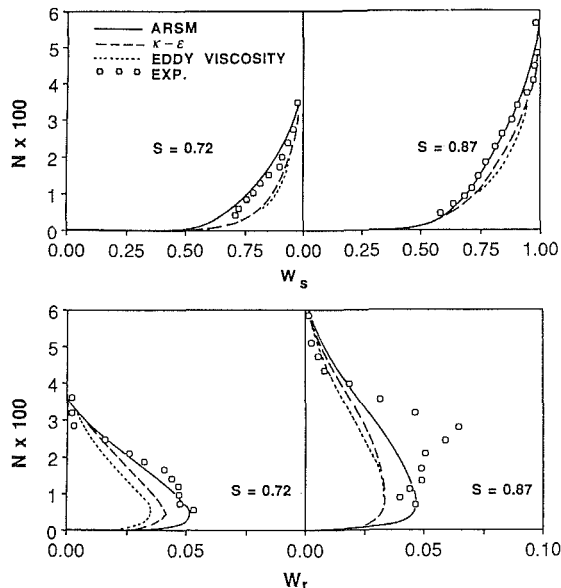 6
5
4
3
2
1
0
N x 100
ARSM
κ-ε
EDDY VISCOSITY
EXP.
S = 0.72
S = 0.87
0.00 0.25 0.50 0.75 0.00 0.25 0.50 0.75 1.00
W_s
6
5
4
3
2
1
0
N x 100
S = 0.72
S = 0.87
0.00 0.05 0.00 0.05 0.10
W_r